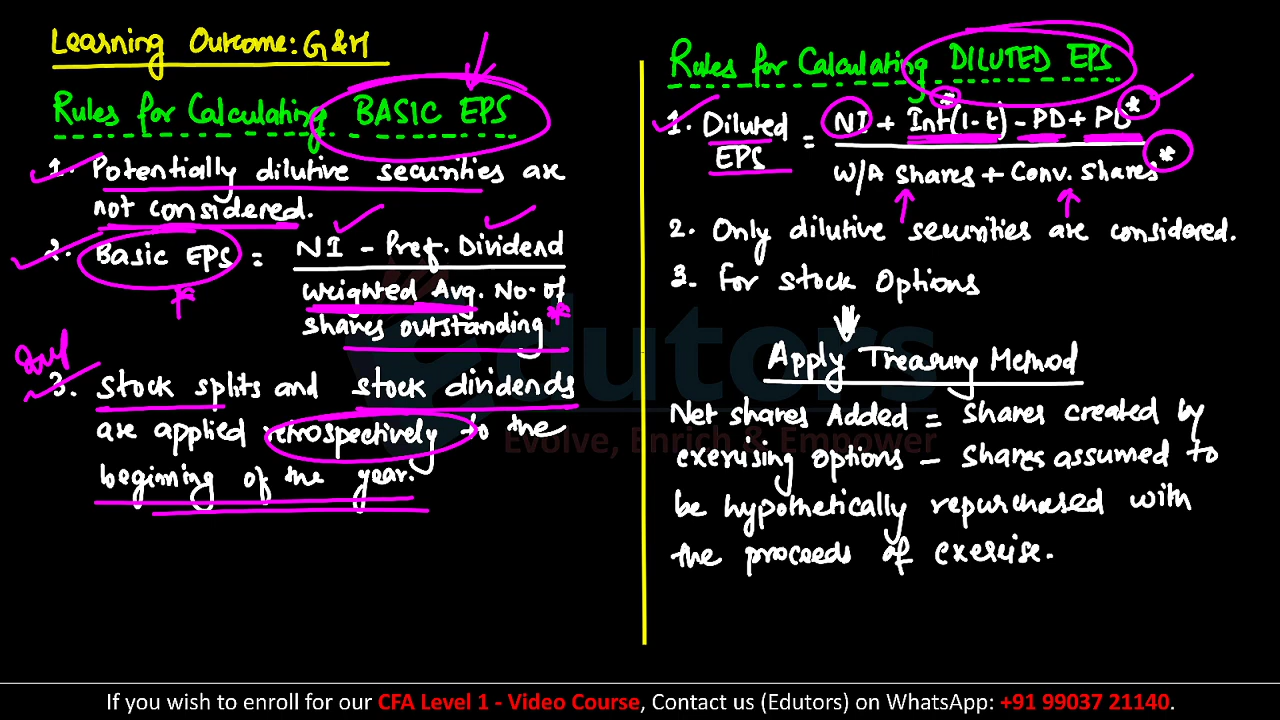 Learning Outcome: G & H
Rules for Calculating BASIC EPS
1. Potentially dilutive securities are
not considered.
2. Basic EPS = NI - Pref. Dividend
Weighted Avg. No. of
shares outstanding *
3. Stock splits and stock dividends
are applied retrospectively to the
beginning of the year.
Rules for Calculating DILUTED EPS
1. Diluted EPS = NI + Int*(1-t) - PD + PD*
W/A shares + Conv. shares*
2. Only dilutive securities are considered.
3. For Stock Options
Apply Treasury Method
Net shares Added = Shares created by
exercising options - Shares assumed to
be hypothetically repurchased with
the proceeds of exercise.
edutors
Evolve, Enrich & Empower
If you wish to enroll for our CFA Level 1 - Video Course, Contact us (Edutors) on WhatsApp: +91 99037 21140.